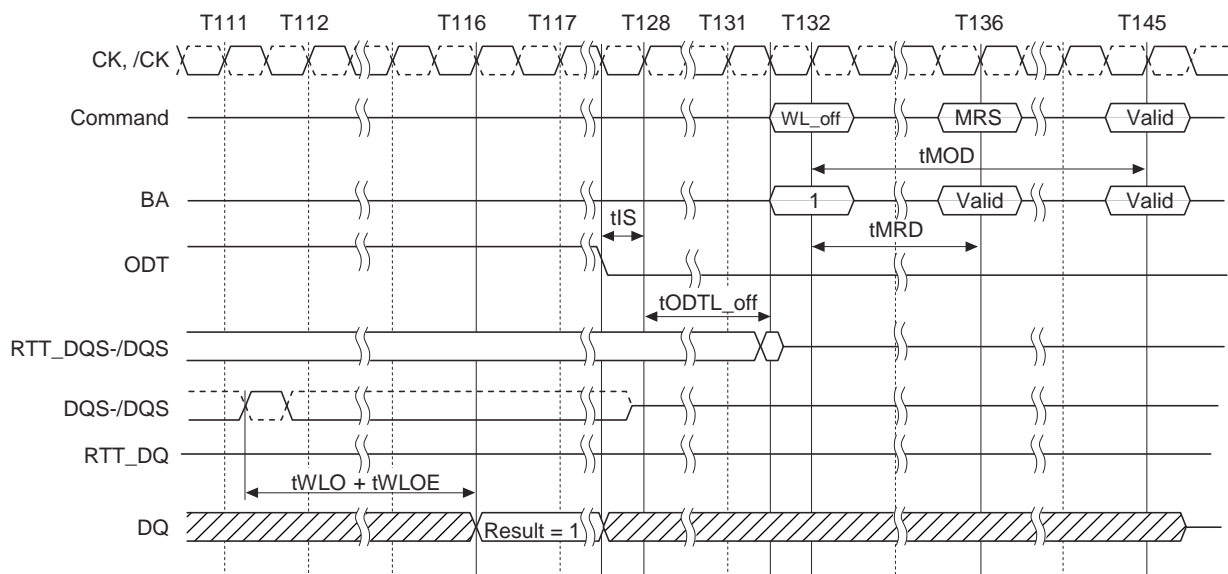 T111 T112 T116 T117 T128 T131 T132 T136 T145
CK, /CK
Command WL_off MRS Valid
tMOD
BA 1 Valid Valid
tIS
tMRD
ODT
tODTL_off
RTT_DQS-/DQS
DQS-/DQS
RTT_DQ
tWLO + tWLOE
DQ Result = 1